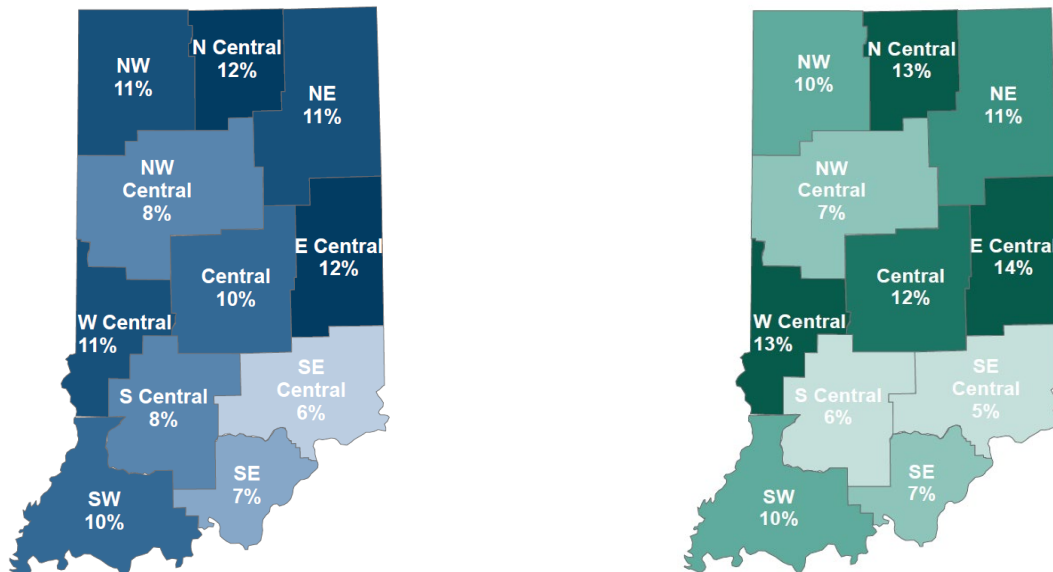 N Central
12%
NW
11%
NE
11%
NW
Central
8%
E Central
12%
Central
10%
W Central
11%
SE
Central
6%
S Central
8%
SE
7%
SW
10%
N Central
13%
NW
10%
NE
11%
NW
Central
7%
E Central
14%
Central
12%
W Central
13%
SE
Central
5%
S Central
6%
SE
7%
SW
10%